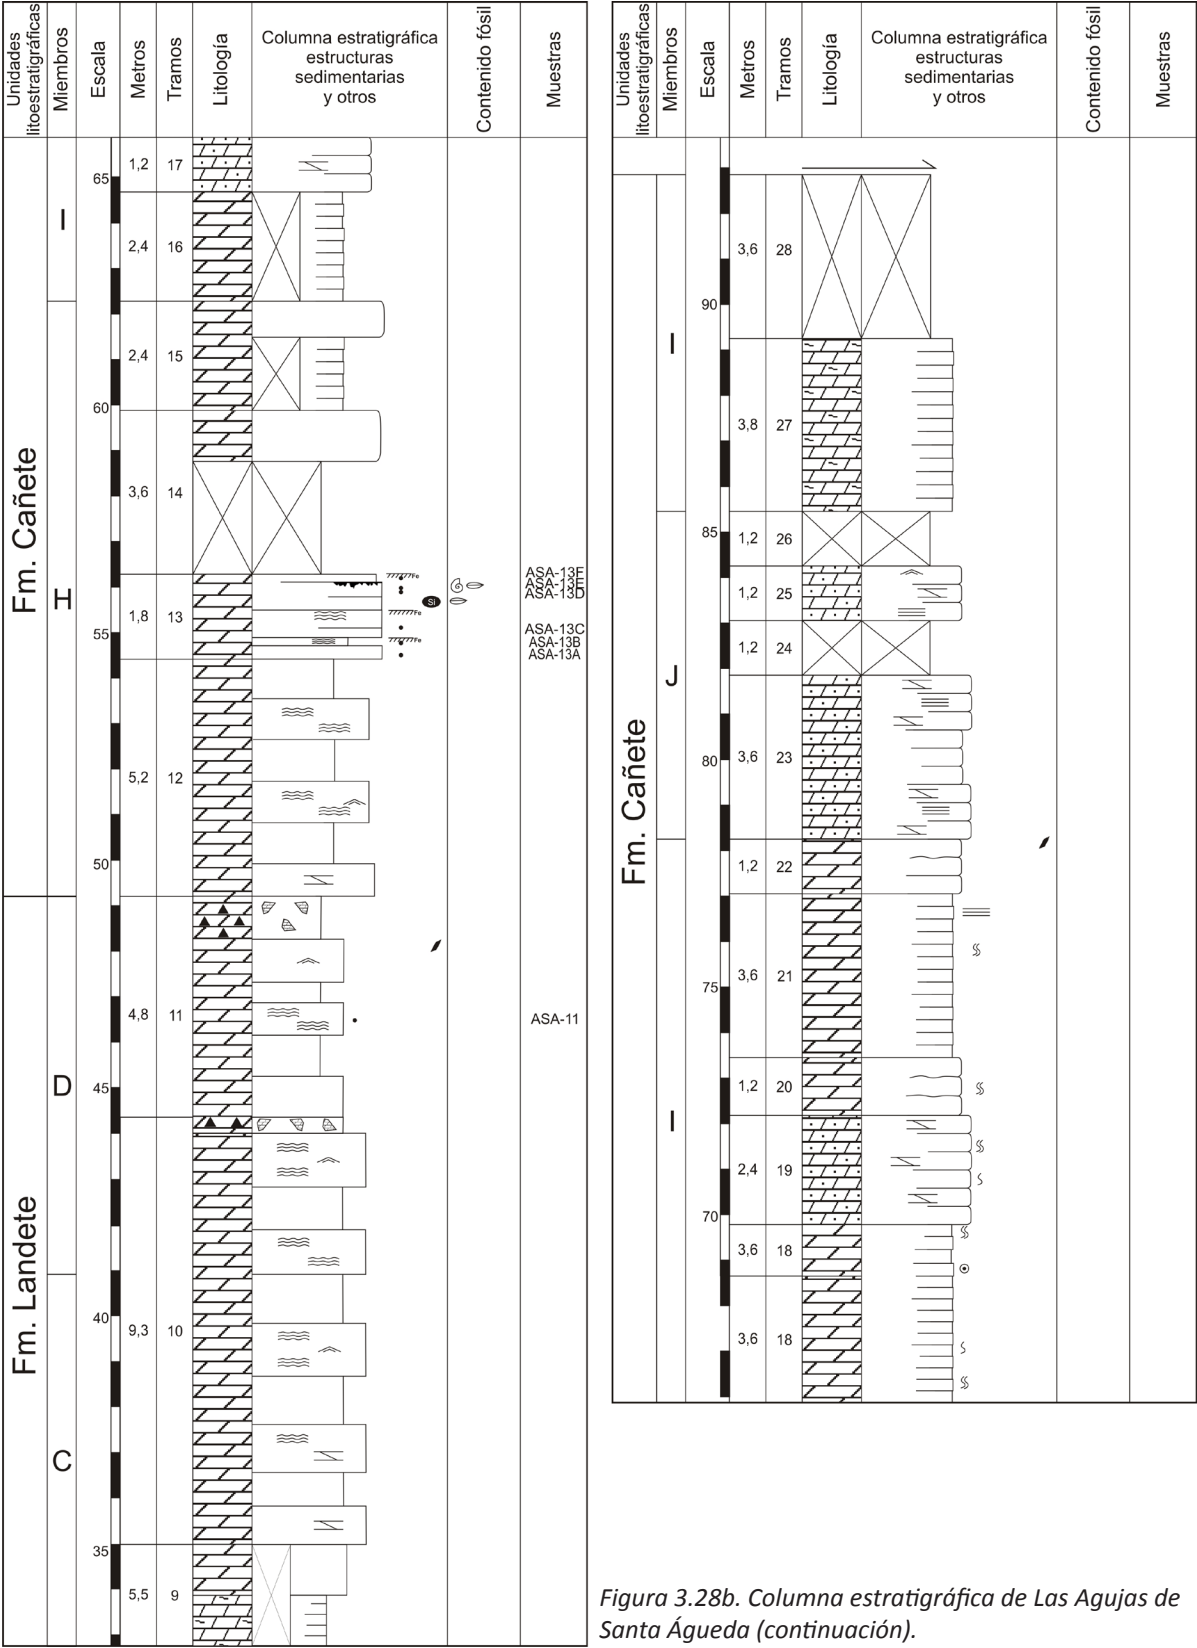 Unidades
litoestratigráficas
Miembros
Escala
Metros
Tramos
Litología
Columna estratigráfica
estructuras
sedimentarias
y otros
Contenido fósil
Muestras
Fm. Cañete
I
H
65
1,2 17
2,4 16
2,4 15
60
3,6 14
Fe
ASA-13F
ASA-13E
ASA-13D
Si
1,8 13
Fe
ASA-13C
55
Fe
ASA-13B
ASA-13A
5,2 12
50
Fm. Landete
D
C
4,8 11
ASA-11
45
40
9,3 10
35
5,5 9
Unidades
litoestratigráficas
Miembros
Escala
Metros
Tramos
Litología
Columna estratigráfica
estructuras
sedimentarias
y otros
Contenido fósil
Muestras
Fm. Cañete
I
J
I
3,6 28
90
3,8 27
85
1,2 26
1,2 25
1,2 24
80
3,6 23
1,2 22
3,6 21
75
1,2 20
2,4 19
70
3,6 18
3,6 18
Figura 3.28b. Columna estratigráfica de Las Agujas de
Santa Águeda (continuación).